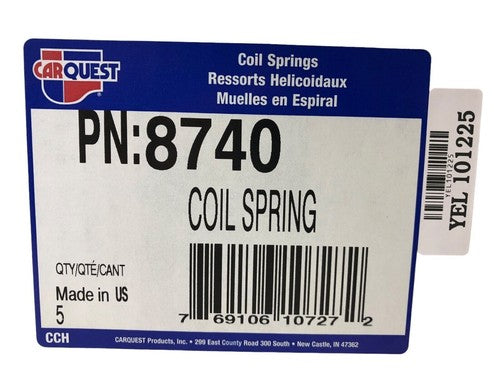 CARQUEST
Coil Springs
Ressorts Helicoidaux
Muelles en Espiral
PN:8740
COIL SPRING
QTY/QTÉ/CANT
Made in US
5
7 69106 10727 2
CCH
CARQUEST Products, Inc. • 299 East County Road 300 South • New Castle, IN 47362
YEL101225
YEL 101225